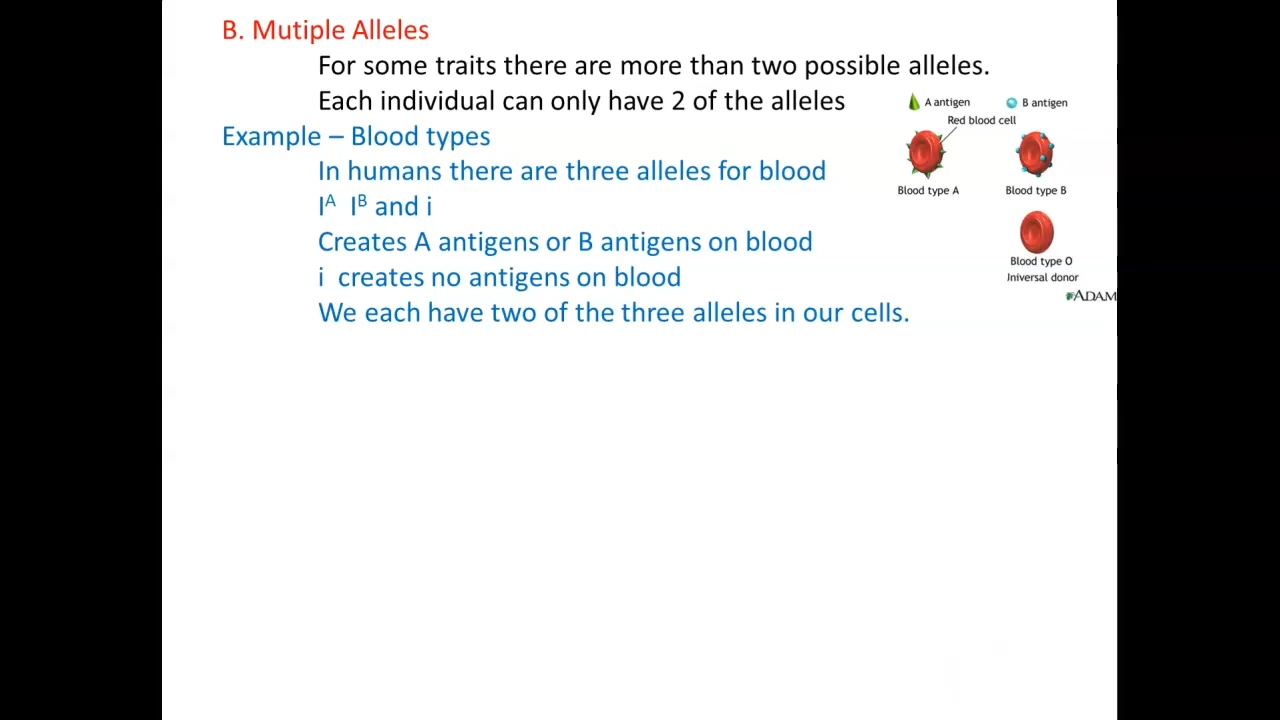 B. Mutiple Alleles
For some traits there are more than two possible alleles.
Each individual can only have 2 of the alleles
Example – Blood types
In humans there are three alleles for blood
Iᴬ Iᴮ and i
Creates A antigens or B antigens on blood
i creates no antigens on blood
We each have two of the three alleles in our cells.
A antigen
B antigen
Red blood cell
Blood type A
Blood type B
Blood type O
Iniversal donor
ADAM